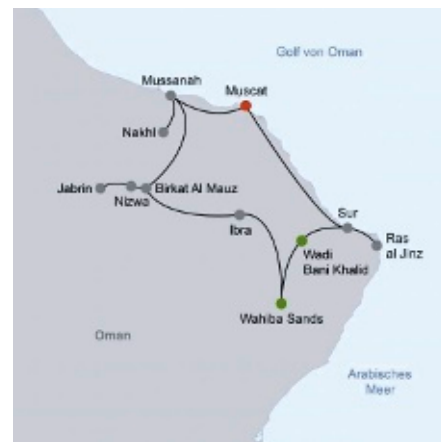 Golf von Oman
Mussanah
Muscat
Nakhl
Jabrin
Nizwa
Birkat Al Mauz
Ibra
Sur
Wadi
Bani Khalid
Ras
al Jinz
Wahiba Sands
Oman
Arabisches
Meer